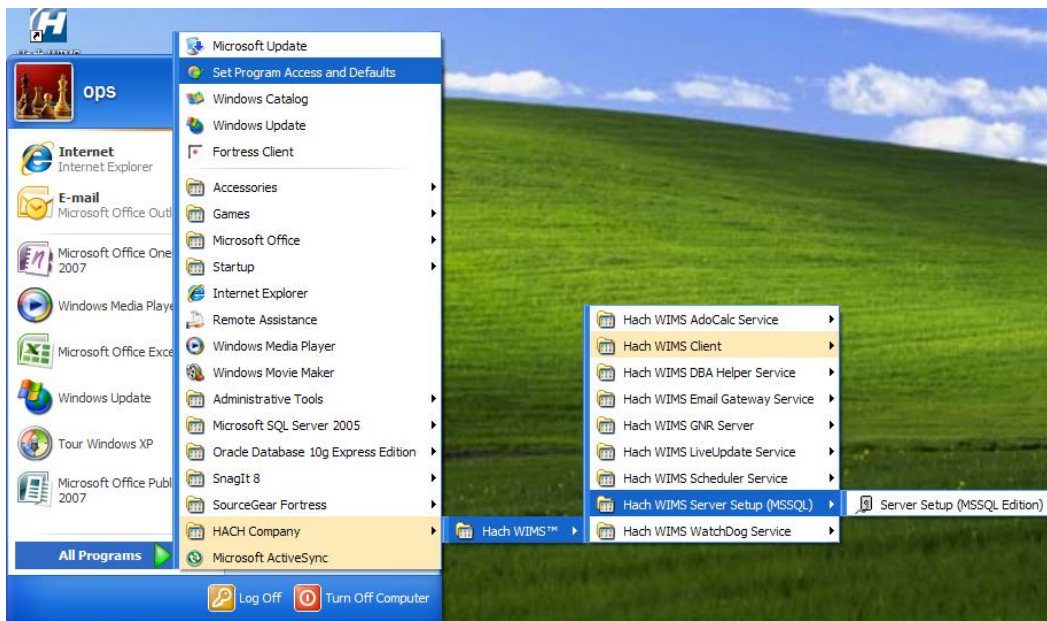 ops
Internet
Internet Explorer
E-mail
Microsoft Office Outl
Microsoft Office One
2007
Windows Media Playe
Microsoft Office Exce
Windows Update
Tour Windows XP
Microsoft Office Publ
2007
All Programs
Microsoft Update
Set Program Access and Defaults
Windows Catalog
Windows Update
Fortress Client
Accessories
Games
Microsoft Office
Startup
Internet Explorer
Remote Assistance
Windows Media Player
Windows Movie Maker
Administrative Tools
Microsoft SQL Server 2005
Oracle Database 10g Express Edition
SnagIt 8
SourceGear Fortress
HACH Company
Microsoft ActiveSync
Hach WIMS™
Hach WIMS AdoCalc Service
Hach WIMS Client
Hach WIMS DBA Helper Service
Hach WIMS Email Gateway Service
Hach WIMS GNR Server
Hach WIMS LiveUpdate Service
Hach WIMS Scheduler Service
Hach WIMS Server Setup (MSSQL)
Hach WIMS WatchDog Service
Server Setup (MSSQL Edition)
Log Off
Turn Off Computer